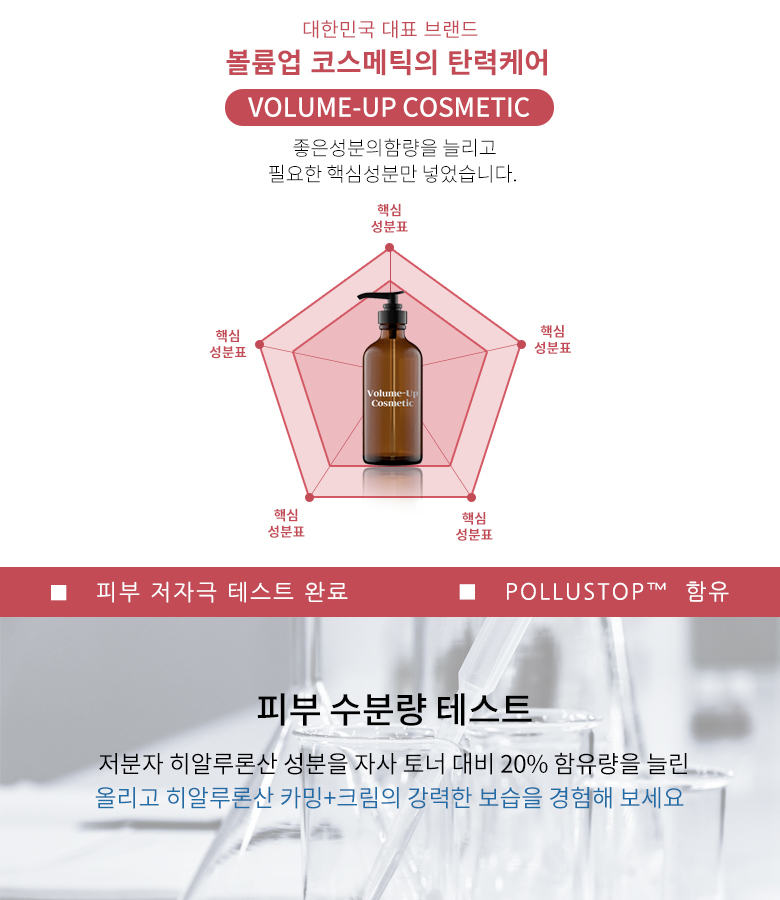 대한민국 대표 브랜드
볼륨업 코스메틱의 탄력케어
VOLUME-UP COSMETIC
좋은성분의함량을 늘리고
필요한 핵심성분만 넣었습니다.
핵심
성분표
핵심
성분표
핵심
성분표
Volume-Up
Cosmetic
핵심
성분표
핵심
성분표
■ 피부 저자극 테스트 완료
■ POLLUSTOP™ 함유
피부 수분량 테스트
저분자 히알루론산 성분을 자사 토너 대비 20% 함유량을 늘린
올리고 히알루론산 카밍+크림의 강력한 보습을 경험해 보세요